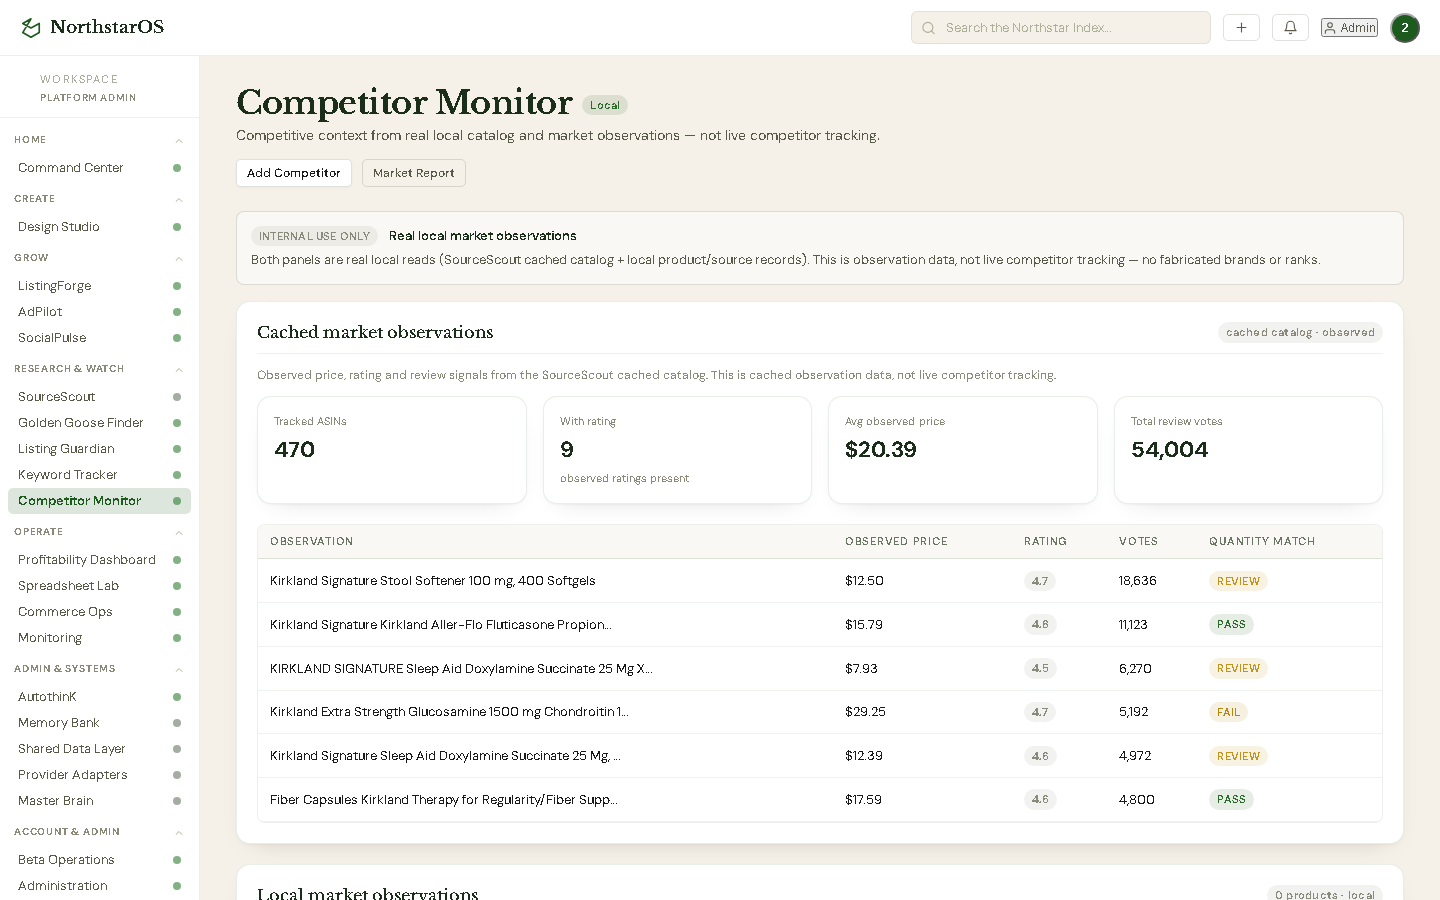 NorthstarOS
Search the Northstar Index...
Admin
2
WORKSPACE
PLATFORM ADMIN
HOME
Command Center
CREATE
Design Studio
GROW
ListingForge
AdPilot
SocialPulse
RESEARCH & WATCH
SourceScout
Golden Goose Finder
Listing Guardian
Keyword Tracker
Competitor Monitor
OPERATE
Profitability Dashboard
Spreadsheet Lab
Commerce Ops
Monitoring
ADMIN & SYSTEMS
AutothinK
Memory Bank
Shared Data Layer
Provider Adapters
Master Brain
ACCOUNT & ADMIN
Beta Operations
Administration
Competitor Monitor Local
Competitive context from real local catalog and market observations — not live competitor tracking.
Add Competitor Market Report
INTERNAL USE ONLY Real local market observations
Both panels are real local reads (SourceScout cached catalog + local product/source records). This is observation data, not live competitor tracking — no fabricated brands or ranks.
Cached market observations cached catalog · observed
Observed price, rating and review signals from the SourceScout cached catalog. This is cached observation data, not live competitor tracking.
Tracked ASINs
470
With rating
9
observed ratings present
Avg observed price
$20.39
Total review votes
54,004
OBSERVATION OBSERVED PRICE RATING VOTES QUANTITY MATCH
Kirkland Signature Stool Softener 100 mg, 400 Softgels $12.50 4.7 18,636 REVIEW
Kirkland Signature Kirkland Aller-Flo Fluticasone Propion... $15.79 4.6 11,123 PASS
KIRKLAND SIGNATURE Sleep Aid Doxylamine Succinate 25 Mg X... $7.93 4.5 6,270 REVIEW
Kirkland Extra Strength Glucosamine 1500 mg Chondroitin 1... $29.25 4.7 5,192 FAIL
Kirkland Signature Sleep Aid Doxylamine Succinate 25 Mg, ... $12.39 4.6 4,972 REVIEW
Fiber Capsules Kirkland Therapy for Regularity/Fiber Supp... $17.59 4.6 4,800 PASS
Local market observations 0 products · local